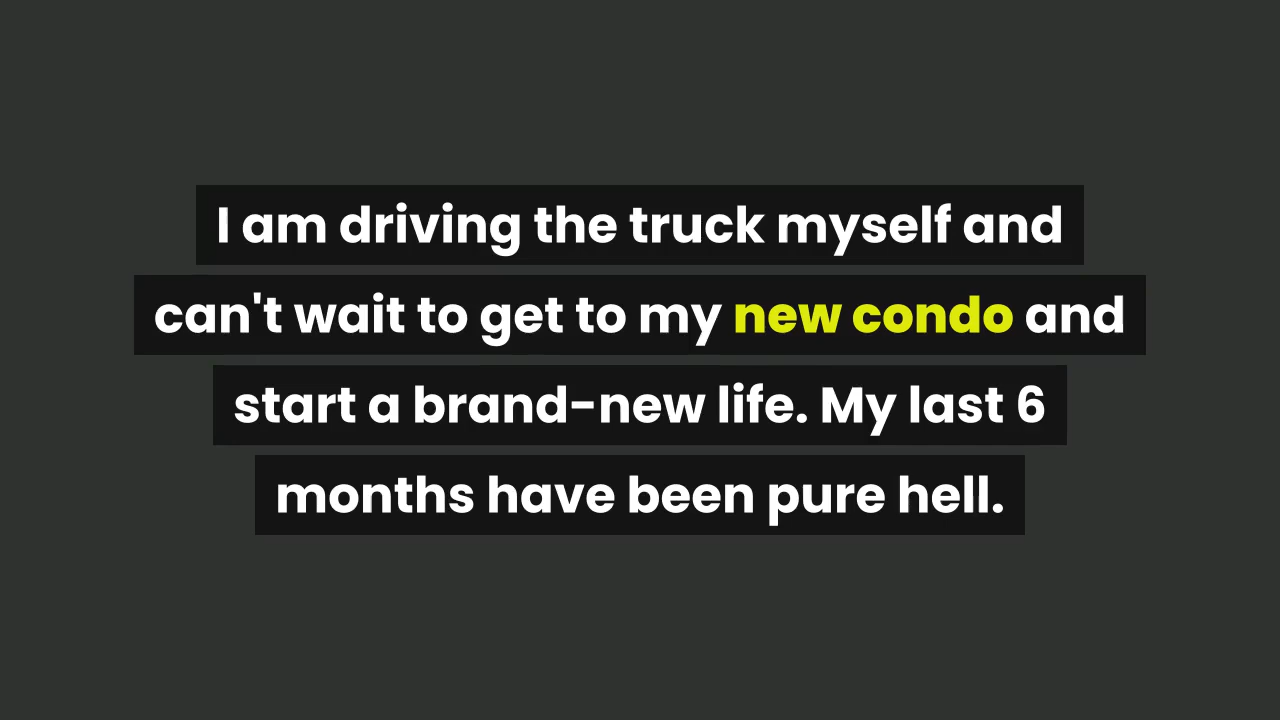 I am driving the truck myself and
can't wait to get to my new condo and
start a brand-new life. My last 6
months have been pure hell.